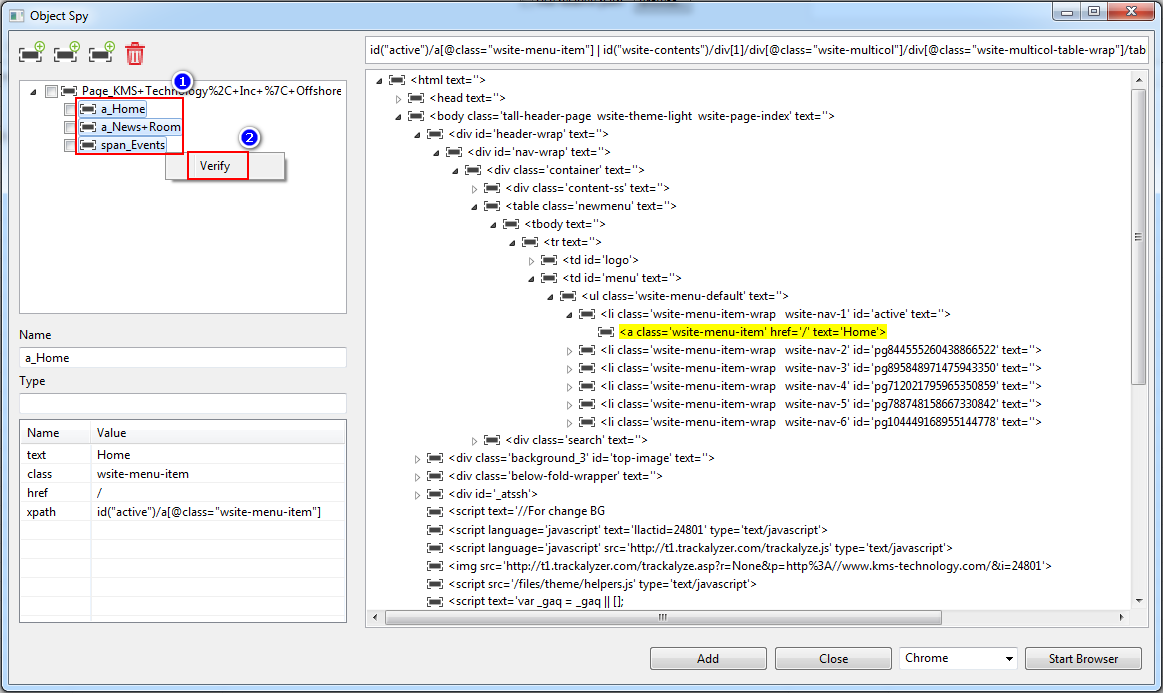 Object Spy
id("active")/a[@class="wsite-menu-item"] | id("wsite-contents")/div[1]/div[@class="wsite-multicol"]/div[@class="wsite-multicol-table-wrap"]/tab
1
Page_KMS+Technology%2C+Inc+%7C+Offshore
a_Home
a_News+Room
span_Events
2
Verify
Name
a_Home
Type
Name Value
text Home
class wsite-menu-item
href /
xpath id("active")/a[@class="wsite-menu-item"]
<html text=''>
<head text=''>
<body class='tall-header-page wsite-theme-light wsite-page-index' text=''>
<div id='header-wrap' text=''>
<div id='nav-wrap' text=''>
<div class='container' text=''>
<div class='content-ss' text=''>
<table class='newmenu' text=''>
<tbody text=''>
<tr text=''>
<td id='logo'>
<td id='menu' text=''>
<ul class='wsite-menu-default' text=''>
<li class='wsite-menu-item-wrap wsite-nav-1' id='active' text=''>
<a class='wsite-menu-item' href='/' text='Home'>
<li class='wsite-menu-item-wrap wsite-nav-2' id='pg844555260438866522' text=''>
<li class='wsite-menu-item-wrap wsite-nav-3' id='pg895848971475943350' text=''>
<li class='wsite-menu-item-wrap wsite-nav-4' id='pg712021795965350859' text=''>
<li class='wsite-menu-item-wrap wsite-nav-5' id='pg788748158667330842' text=''>
<li class='wsite-menu-item-wrap wsite-nav-6' id='pg104449168955144778' text=''>
<div class='search' text=''>
<div class='background_3' id='top-image' text=''>
<div class='below-fold-wrapper' text=''>
<div id='_atssh'>
<script text='//For change BG
<script language='javascript' text='llactid=24801' type='text/javascript'>
<script language='javascript' src='http://t1.trackalyzer.com/trackalyze.js' type='text/javascript'>
<img src='http://t1.trackalyzer.com/trackalyze.asp?r=None&p=http%3A//www.kms-technology.com/&i=24801'>
<script src='/files/theme/helpers.js' type='text/javascript'>
<script text='var _gaq = _gaq || [];
Add
Close
Chrome
Start Browser